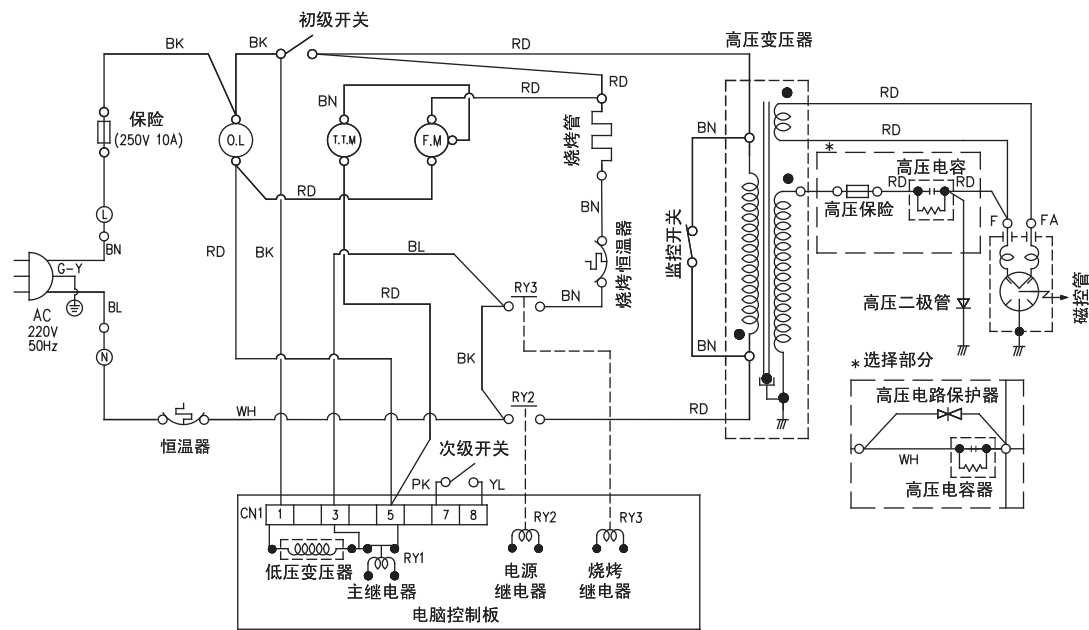 初级开关
BK
BK
RD
高压变压器
RD
BN
RD
保险
(250V 10A)
O.L
T.T.M
F.M
烧烤管
BN
RD
RD
*
高压电容
RD
RD
高压保险
RD
BN
L
BN
G-Y
RD
BK
BL
监控开关
烧烤恒温器
F
FA
AC
220V
50Hz
BL
RD
RY3
BN
高压二极管
磁控管
N
BK
BN
*选择部分
WH
RY2
RD
高压电路保护器
恒温器
次级开关
WH
PK
YL
高压电容器
CN1
1
3
5
7
8
RY2
RY3
RY1
低压变压器
主继电器
电源
继电器
烧烤
继电器
电脑控制板